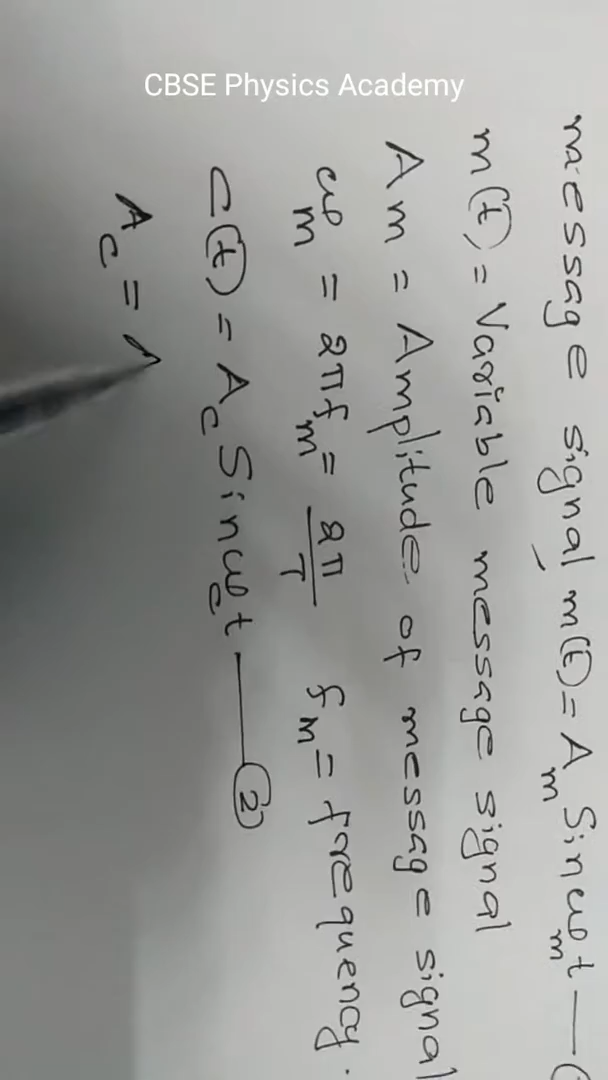 CBSE Physics Academy
message signal m(t) = Am Sin ωm t — (
m(t) = Variable message signal
Am = Amplitude of message signal
ωm = 2πfm = 2π/T fm = frequency.
c(t) = Ac Sin ωc t — (2)
Ac = A